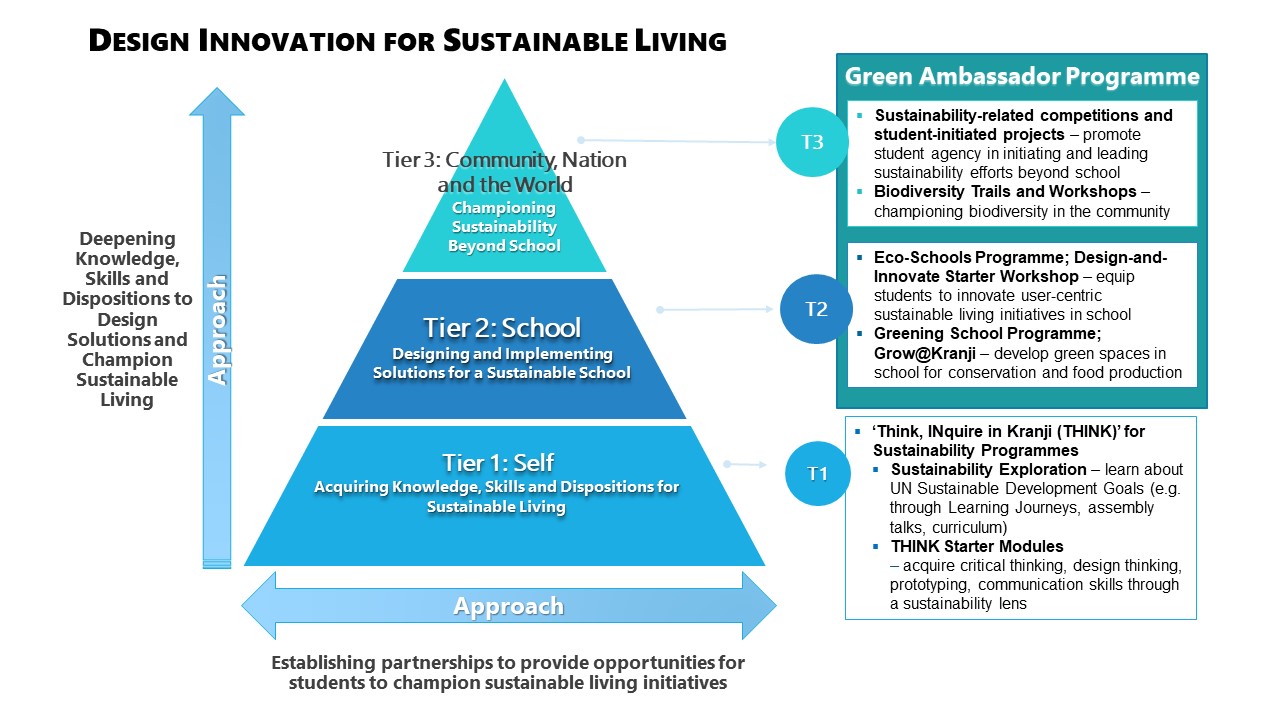 DESIGN INNOVATION FOR SUSTAINABLE LIVING
Deepening
Knowledge,
Skills and
Dispositions to
Design
Solutions and
Champion
Sustainable
Living
Approach
Tier 3: Community, Nation
and the World
Championing
Sustainability
Beyond School
Tier 2: School
Designing and Implementing
Solutions for a Sustainable School
Tier 1: Self
Acquiring Knowledge, Skills and Dispositions for
Sustainable Living
Approach
Establishing partnerships to provide opportunities for
students to champion sustainable living initiatives
Green Ambassador Programme
T3
▪ Sustainability-related competitions and
student-initiated projects – promote
student agency in initiating and leading
sustainability efforts beyond school
▪ Biodiversity Trails and Workshops –
championing biodiversity in the community
T2
▪ Eco-Schools Programme; Design-and-
Innovate Starter Workshop – equip
students to innovate user-centric
sustainable living initiatives in school
▪ Greening School Programme;
Grow@Kranji – develop green spaces in
school for conservation and food production
T1
▪ ‘Think, INquire in Kranji (THINK)’ for
Sustainability Programmes
▪ Sustainability Exploration – learn about
UN Sustainable Development Goals (e.g.
through Learning Journeys, assembly
talks, curriculum)
▪ THINK Starter Modules
– acquire critical thinking, design thinking,
prototyping, communication skills through
a sustainability lens